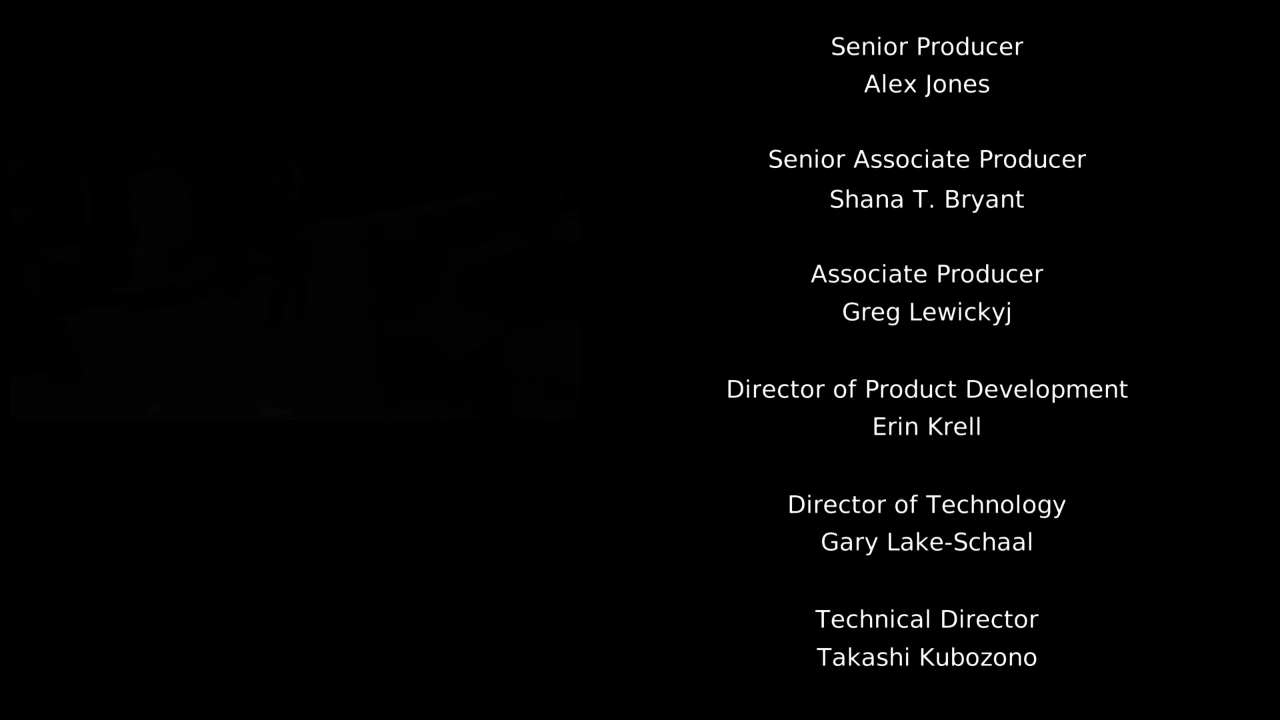 Senior Producer
Alex Jones
Senior Associate Producer
Shana T. Bryant
Associate Producer
Greg Lewickyj
Director of Product Development
Erin Krell
Director of Technology
Gary Lake-Schaal
Technical Director
Takashi Kubozono